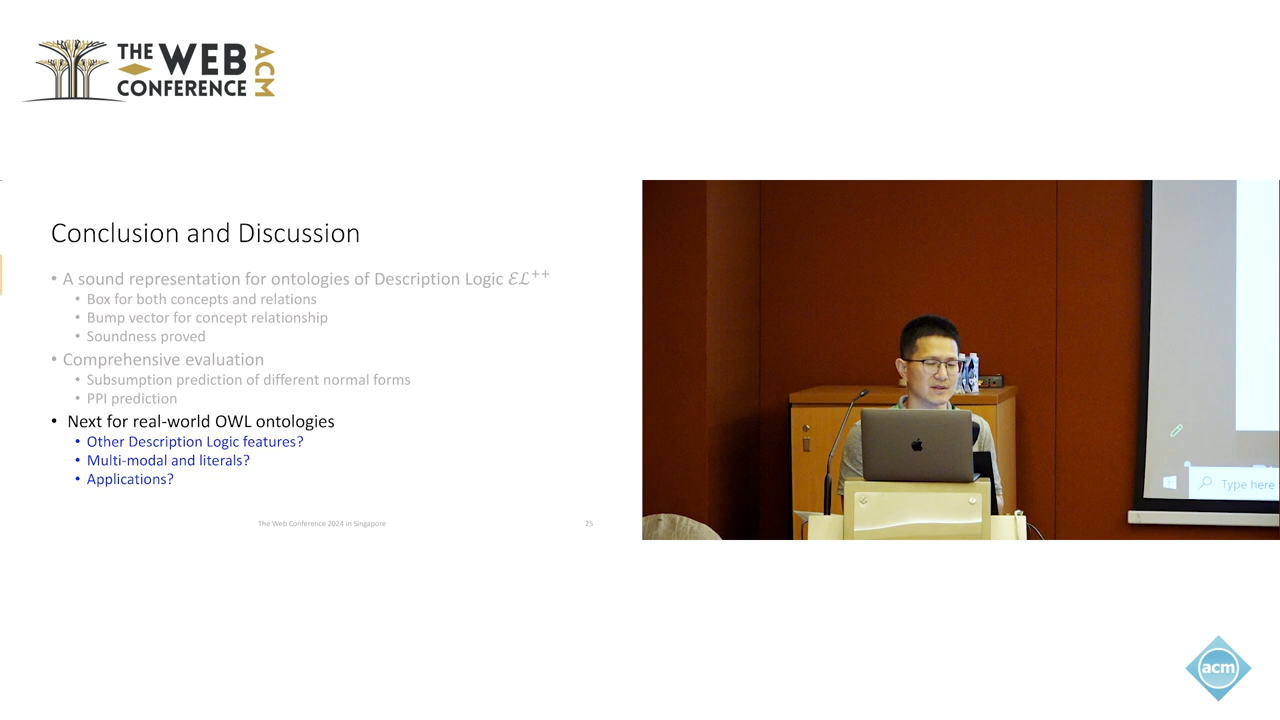 THE WEB
CONFERENCE
ACM
Conclusion and Discussion
• A sound representation for ontologies of Description Logic ℰℒ⁺⁺
• Box for both concepts and relations
• Bump vector for concept relationship
• Soundness proved
• Comprehensive evaluation
• Subsumption prediction of different normal forms
• PPI prediction
• Next for real-world OWL ontologies
• Other Description Logic features?
• Multi-modal and literals?
• Applications?
The Web Conference 2024 in Singapore
25
Type here
acm